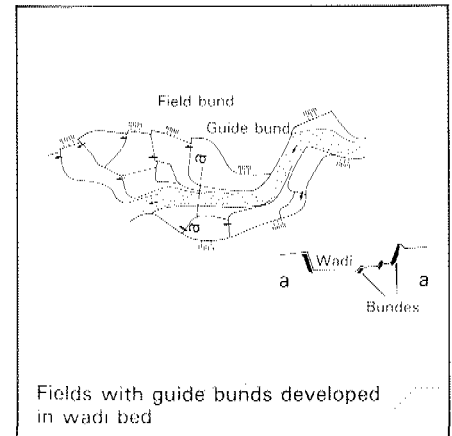 Field bund
Guide bund
a
a
Wadi
a
a
Bundes
Fields with guide bunds developed
in wadi bed